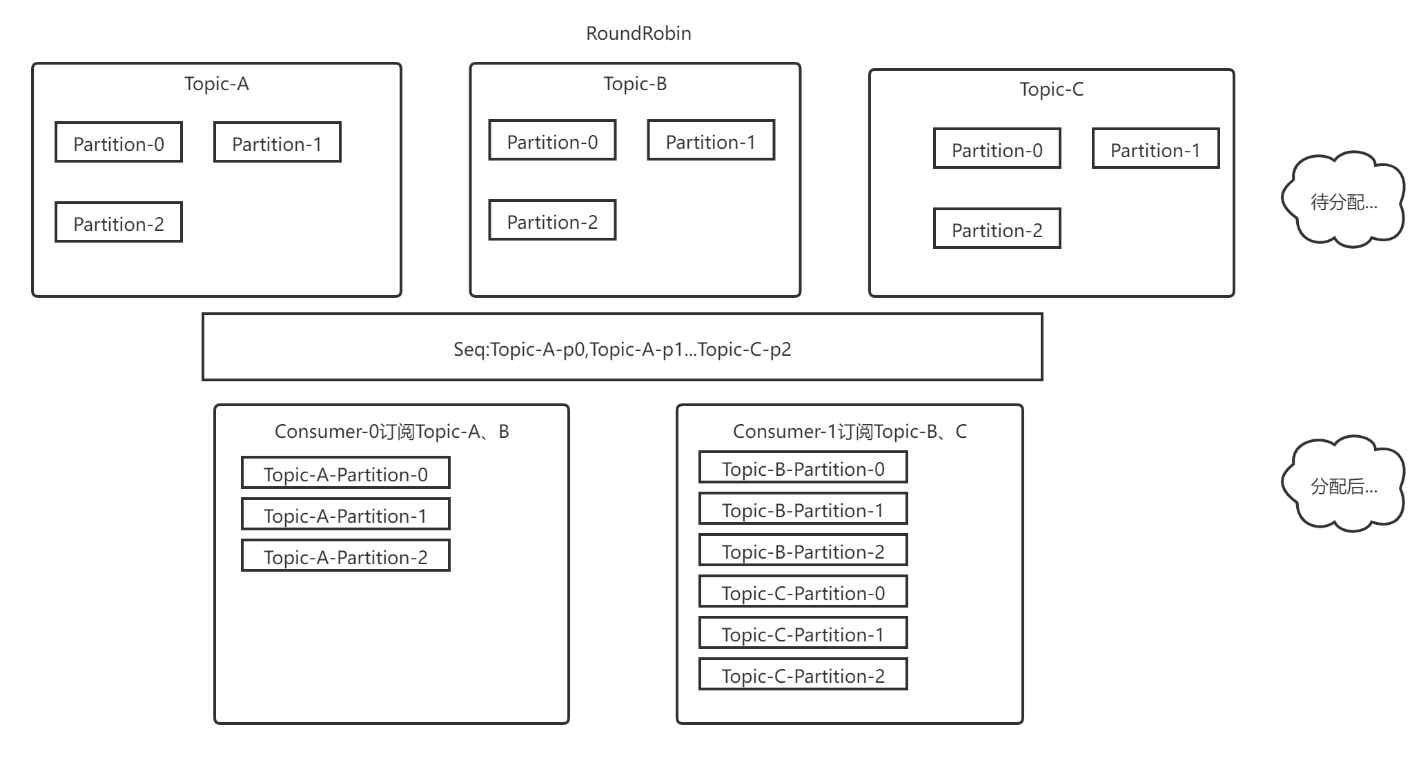 RoundRobin
Topic-A
Partition-0
Partition-1
Partition-2
Topic-B
Partition-0
Partition-1
Partition-2
Topic-C
Partition-0
Partition-1
Partition-2
待分配...
Seq:Topic-A-p0,Topic-A-p1...Topic-C-p2
Consumer-0订阅Topic-A、B
Topic-A-Partition-0
Topic-A-Partition-1
Topic-A-Partition-2
Consumer-1订阅Topic-B、C
Topic-B-Partition-0
Topic-B-Partition-1
Topic-B-Partition-2
Topic-C-Partition-0
Topic-C-Partition-1
Topic-C-Partition-2
分配后...